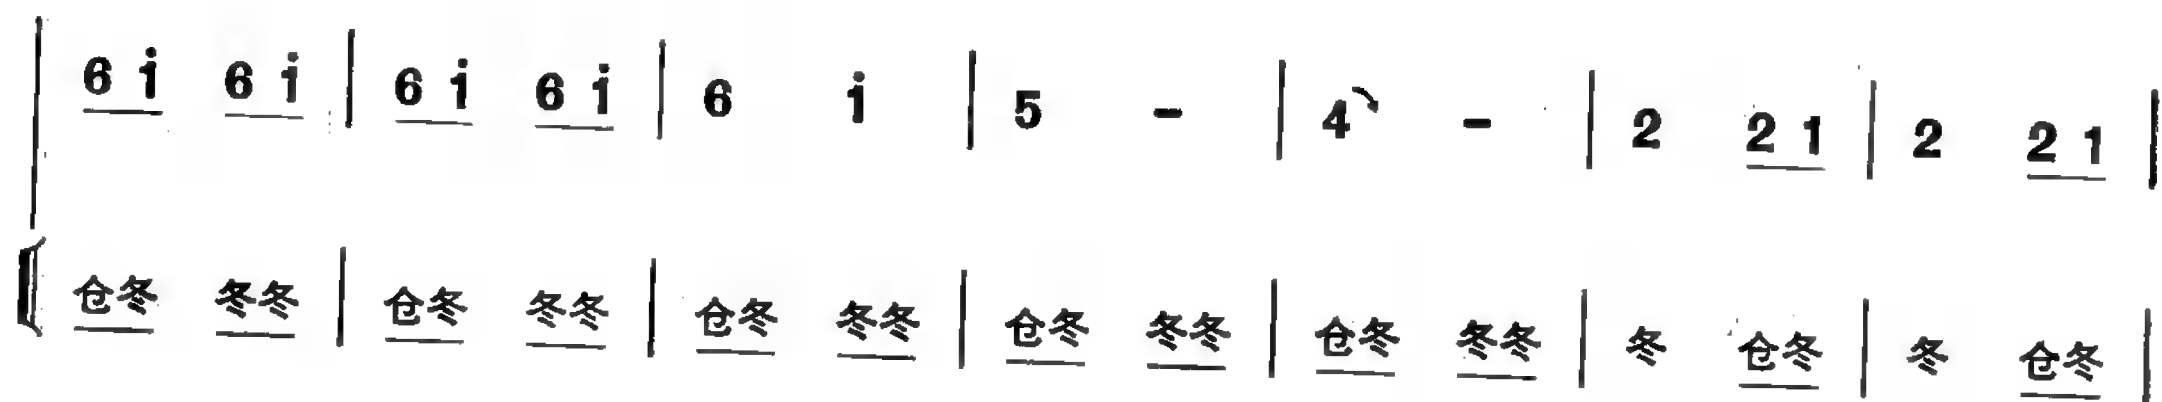 6 i 6 i | 6 i 6 i | 6 i | 5 - | 4 - | 2 2 1 | 2 2 1 |
仓冬 冬冬 | 仓冬 冬冬 | 仓冬 冬冬 | 仓冬 冬冬 | 仓冬 冬冬 | 冬 仓冬 | 冬 仓冬 |